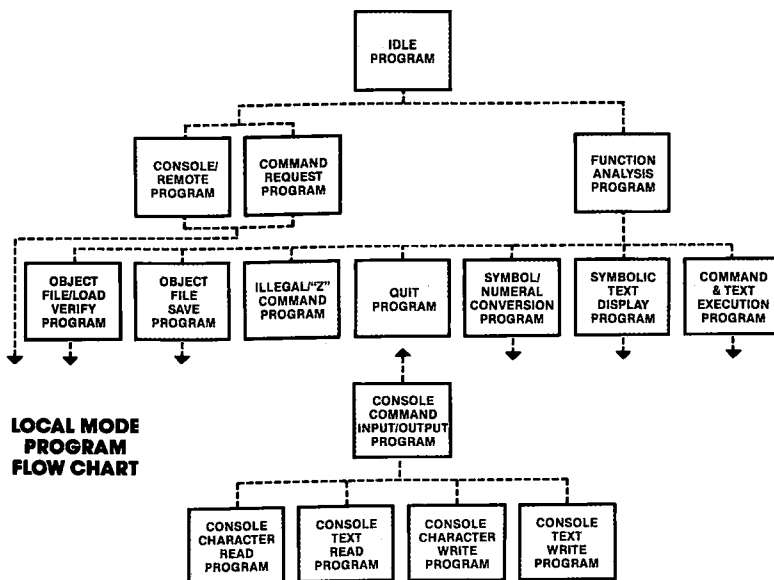 IDLE
PROGRAM
CONSOLE/
REMOTE
PROGRAM
COMMAND
REQUEST
PROGRAM
FUNCTION
ANALYSIS
PROGRAM
OBJECT
FILE/LOAD
VERIFY
PROGRAM
OBJECT
FILE
SAVE
PROGRAM
ILLEGAL/"Z"
COMMAND
PROGRAM
QUIT
PROGRAM
SYMBOL/
NUMERAL
CONVERSION
PROGRAM
SYMBOLIC
TEXT
DISPLAY
PROGRAM
COMMAND
& TEXT
EXECUTION
PROGRAM
LOCAL MODE
PROGRAM
FLOW CHART
CONSOLE
COMMAND
INPUT/OUTPUT
PROGRAM
CONSOLE
CHARACTER
READ
PROGRAM
CONSOLE
TEXT
READ
PROGRAM
CONSOLE
CHARACTER
WRITE
PROGRAM
CONSOLE
TEXT
WRITE
PROGRAM